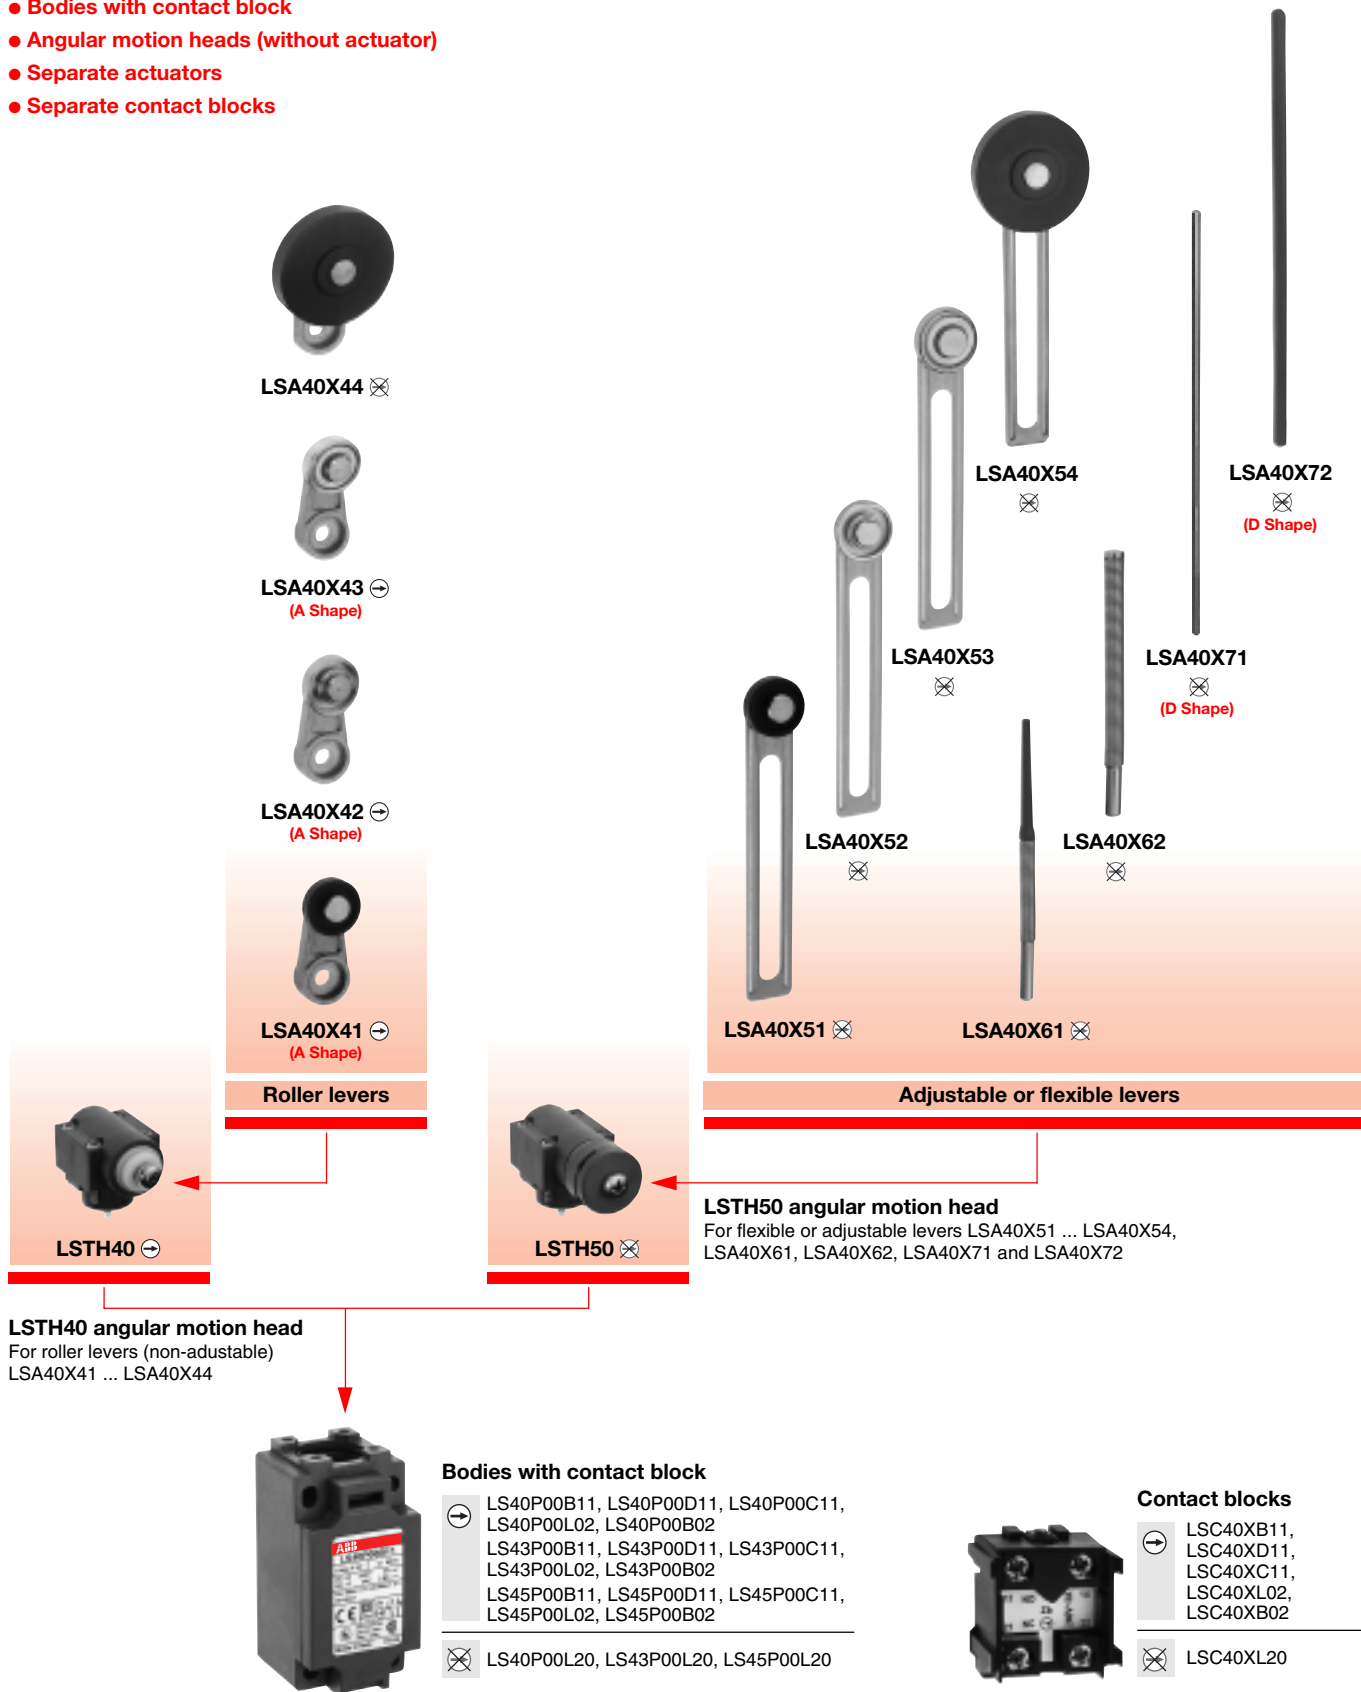 ● Bodies with contact block
● Angular motion heads (without actuator)
● Separate actuators
● Separate contact blocks
LSA40X44
LSA40X43
(A Shape)
LSA40X42
(A Shape)
LSA40X41
(A Shape)
Roller levers
LSA40X54
LSA40X72
(D Shape)
LSA40X53
LSA40X71
(D Shape)
LSA40X52
LSA40X62
LSA40X51
LSA40X61
Adjustable or flexible levers
LSTH40
LSTH50
LSTH50 angular motion head
For flexible or adjustable levers LSA40X51 ... LSA40X54,
LSA40X61, LSA40X62, LSA40X71 and LSA40X72
LSTH40 angular motion head
For roller levers (non-adustable)
LSA40X41 ... LSA40X44
ABB
CE
Bodies with contact block
LS40P00B11, LS40P00D11, LS40P00C11,
LS40P00L02, LS40P00B02
LS43P00B11, LS43P00D11, LS43P00C11,
LS43P00L02, LS43P00B02
LS45P00B11, LS45P00D11, LS45P00C11,
LS45P00L02, LS45P00B02
LS40P00L20, LS43P00L20, LS45P00L20
Contact blocks
LSC40XB11,
LSC40XD11,
LSC40XC11,
LSC40XL02,
LSC40XB02
LSC40XL20